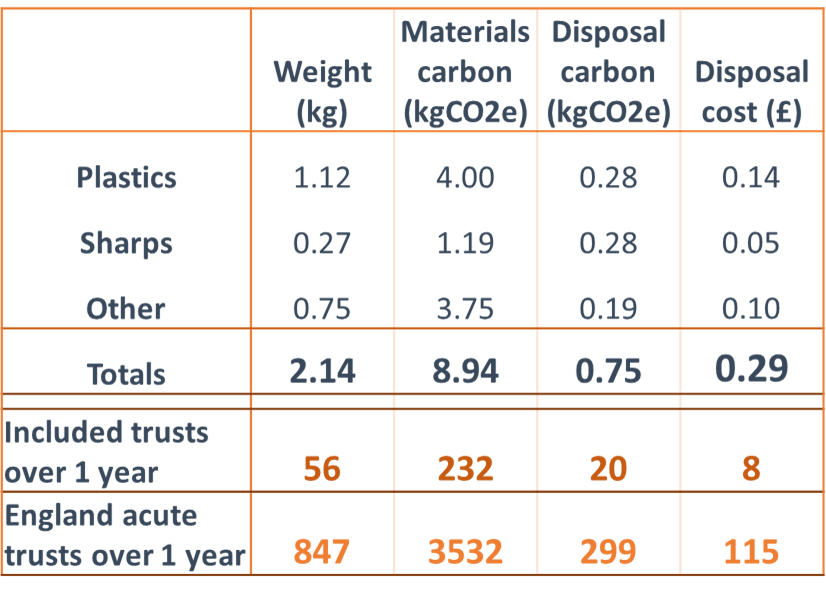 Weight (kg) Materials carbon (kgCO2e) Disposal carbon (kgCO2e) Disposal cost (£)
Plastics 1.12 4.00 0.28 0.14
Sharps 0.27 1.19 0.28 0.05
Other 0.75 3.75 0.19 0.10
Totals 2.14 8.94 0.75 0.29
Included trusts
over 1 year 56 232 20 8
England acute
trusts over 1 year 847 3532 299 115